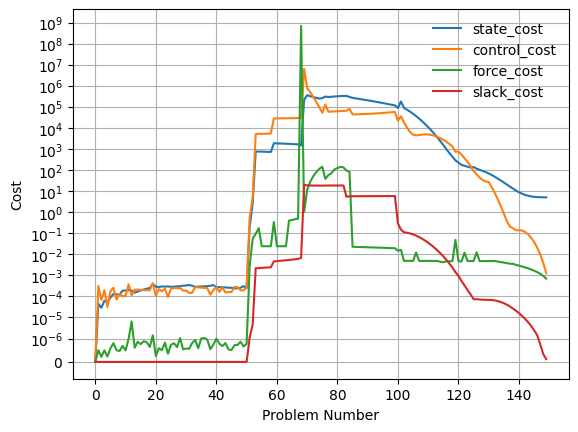 10⁹
10⁸
10⁷
10⁶
10⁵
10⁴
10³
10²
10¹
10⁰
10⁻¹
10⁻²
10⁻³
10⁻⁴
10⁻⁵
10⁻⁶
0
Cost
state_cost
control_cost
force_cost
slack_cost
0 20 40 60 80 100 120 140
Problem Number